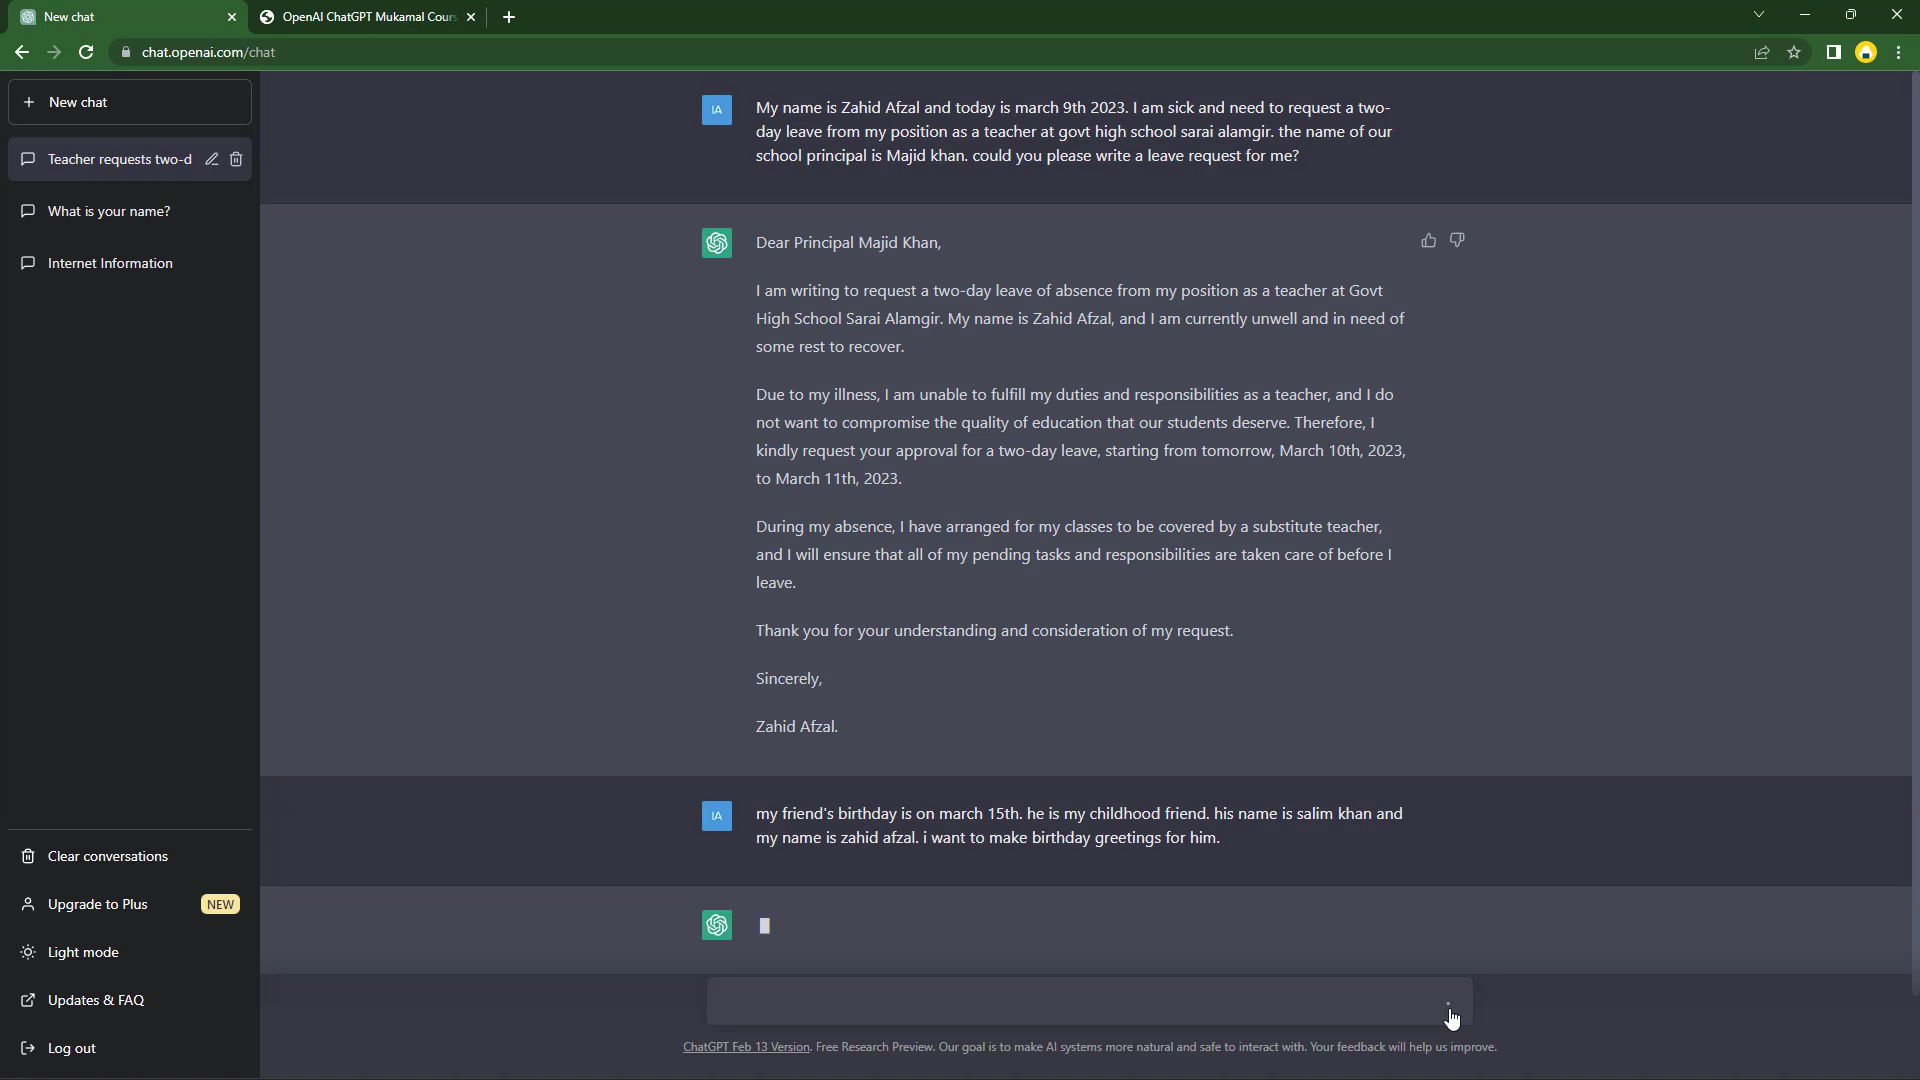 New chat
OpenAI ChatGPT Mukamal Cours
chat.openai.com/chat
New chat
Teacher requests two-d
What is your name?
Internet Information
Clear conversations
Upgrade to Plus
NEW
Light mode
Updates & FAQ
Log out
IA
My name is Zahid Afzal and today is march 9th 2023. I am sick and need to request a two-
day leave from my position as a teacher at govt high school sarai alamgir. the name of our
school principal is Majid khan. could you please write a leave request for me?
Dear Principal Majid Khan,
I am writing to request a two-day leave of absence from my position as a teacher at Govt
High School Sarai Alamgir. My name is Zahid Afzal, and I am currently unwell and in need of
some rest to recover.
Due to my illness, I am unable to fulfill my duties and responsibilities as a teacher, and I do
not want to compromise the quality of education that our students deserve. Therefore, I
kindly request your approval for a two-day leave, starting from tomorrow, March 10th, 2023,
to March 11th, 2023.
During my absence, I have arranged for my classes to be covered by a substitute teacher,
and I will ensure that all of my pending tasks and responsibilities are taken care of before I
leave.
Thank you for your understanding and consideration of my request.
Sincerely,
Zahid Afzal.
IA
my friend's birthday is on march 15th. he is my childhood friend. his name is salim khan and
my name is zahid afzal. i want to make birthday greetings for him.
ChatGPT Feb 13 Version. Free Research Preview. Our goal is to make AI systems more natural and safe to interact with. Your feedback will help us improve.